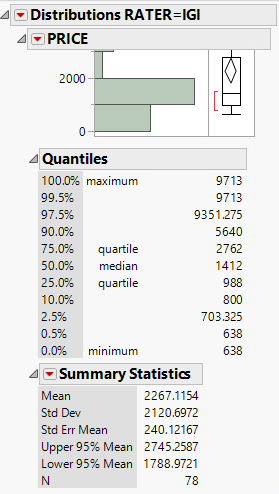 Distributions RATER=IGI
PRICE
2000
0
Quantiles
100.0% maximum 9713
99.5% 9713
97.5% 9351.275
90.0% 5640
75.0% quartile 2762
50.0% median 1412
25.0% quartile 988
10.0% 800
2.5% 703.325
0.5% 638
0.0% minimum 638
Summary Statistics
Mean 2267.1154
Std Dev 2120.6972
Std Err Mean 240.12167
Upper 95% Mean 2745.2587
Lower 95% Mean 1788.9721
N 78